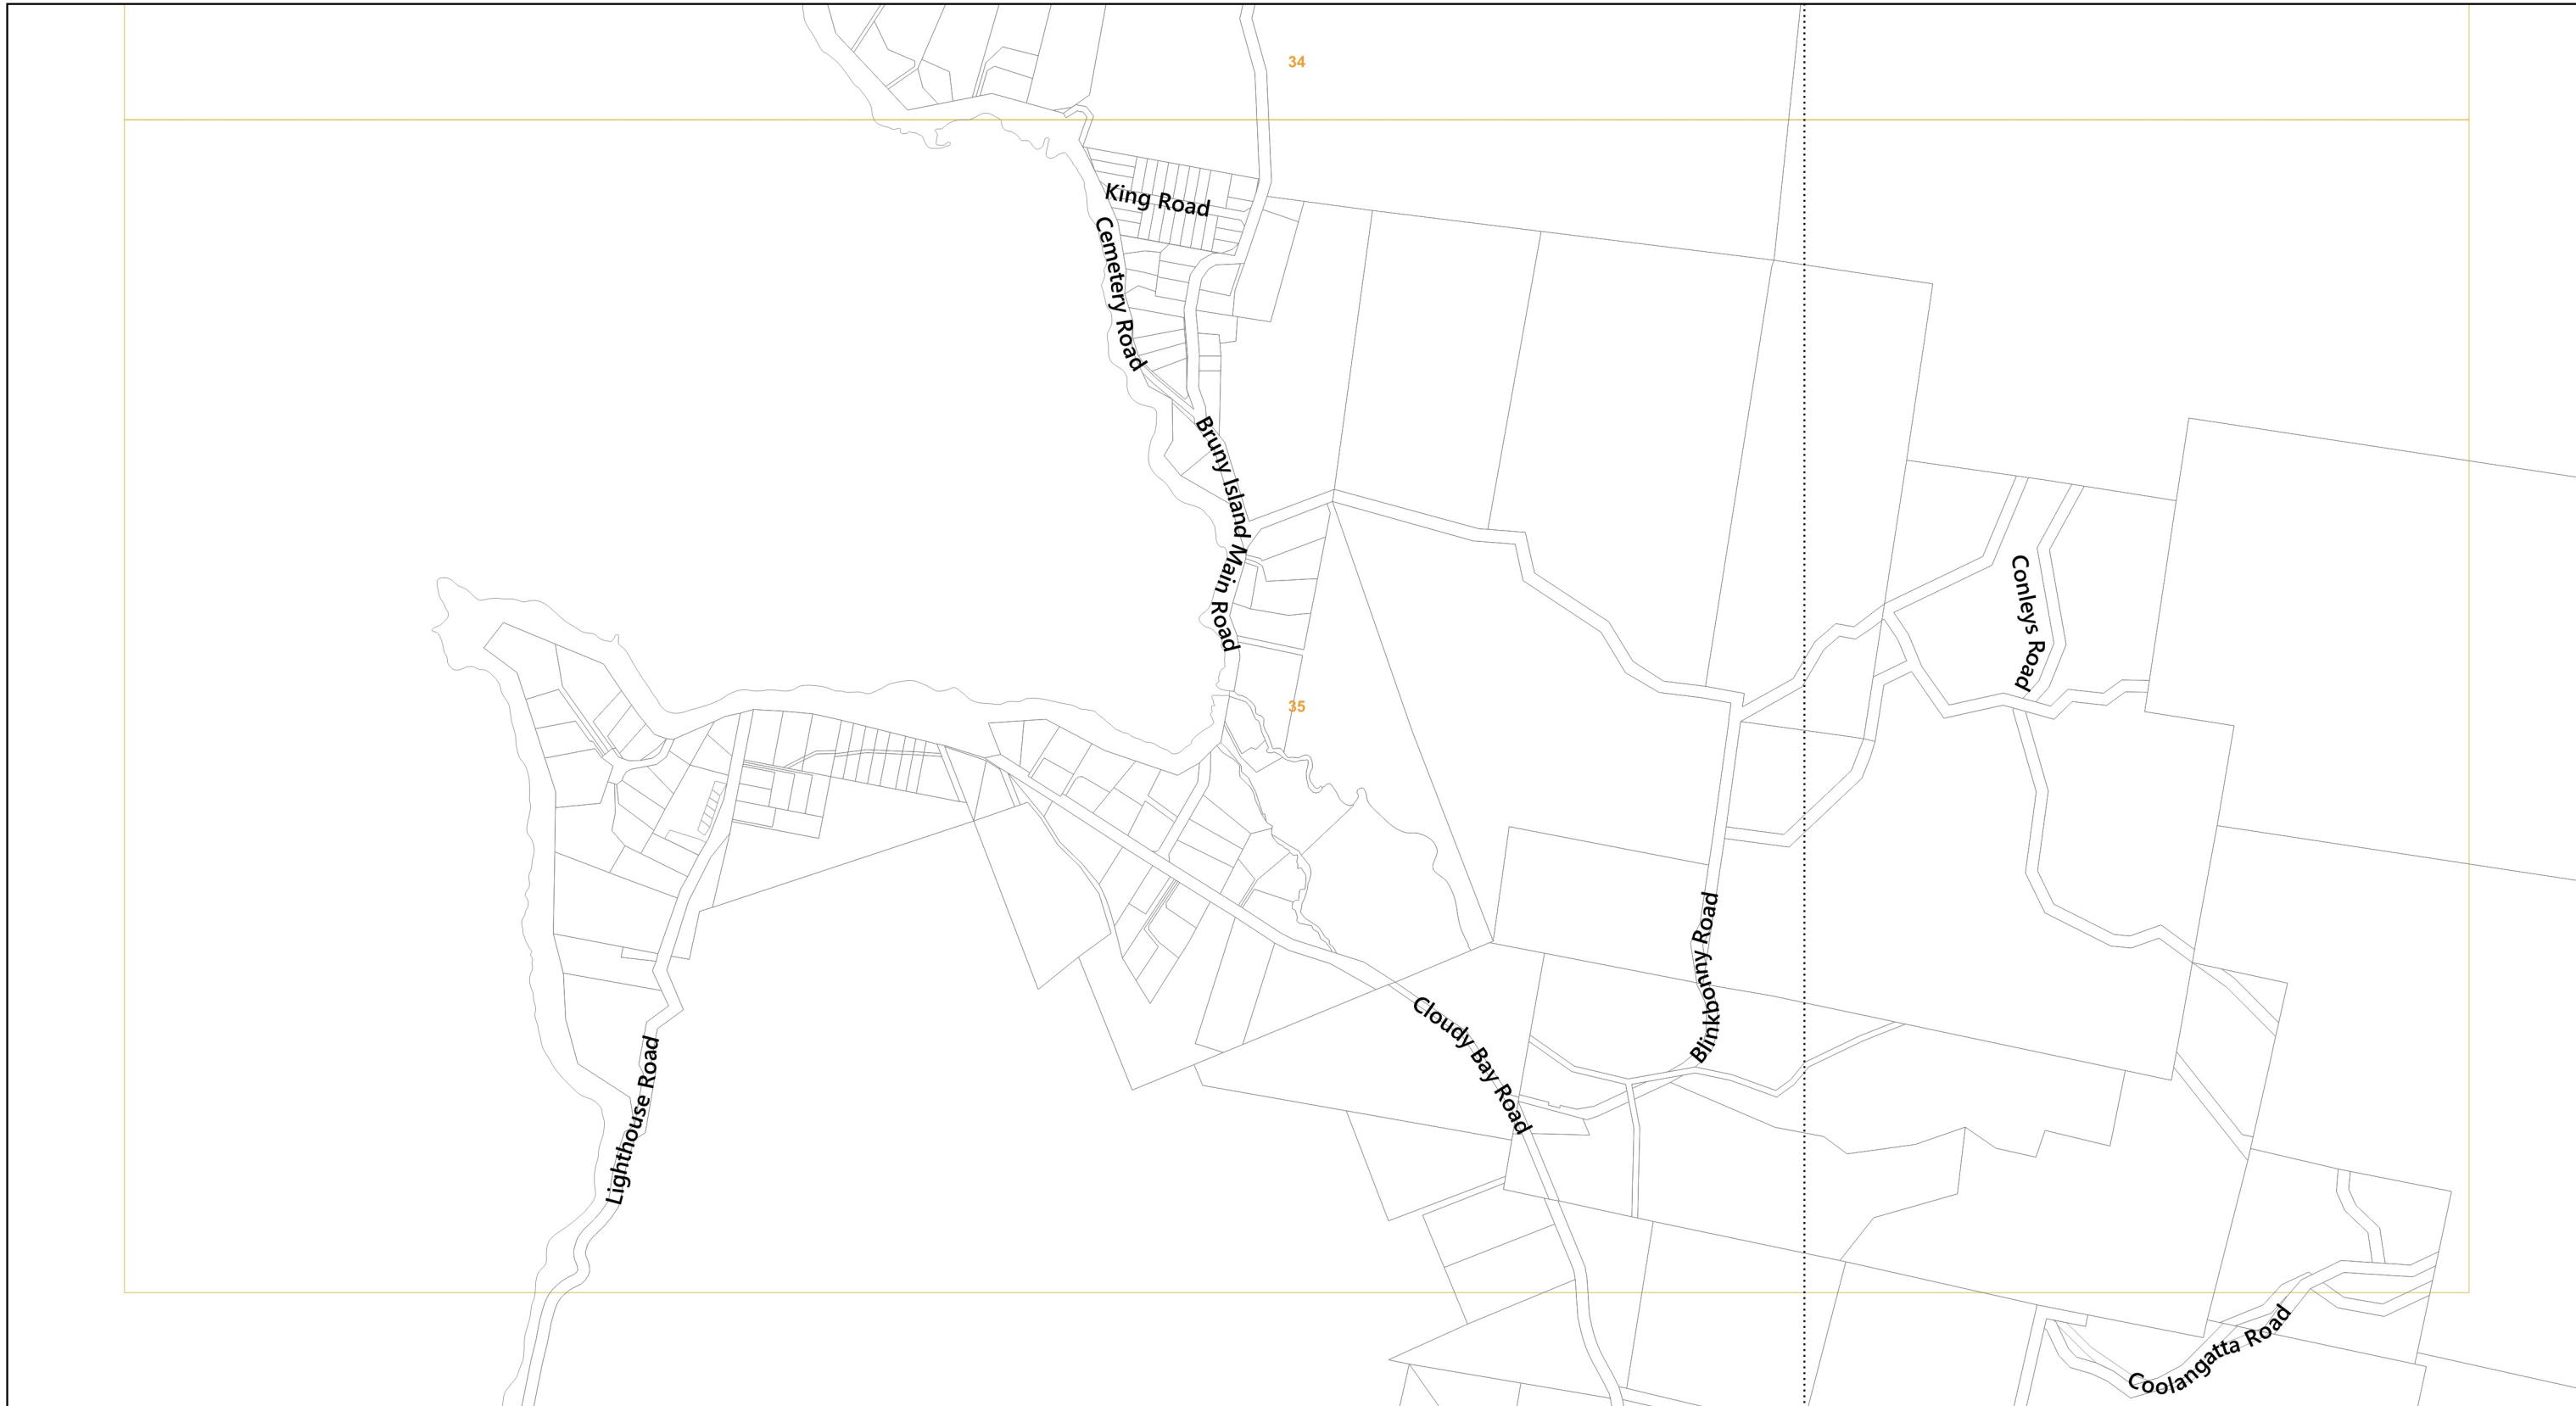 34
King Road
Cemetery Road
Bruny Island Main Road
Conleys Road
35
Blinkbonny Road
Cloudy Bay Road
Lighthouse Road
Coolangatta Road